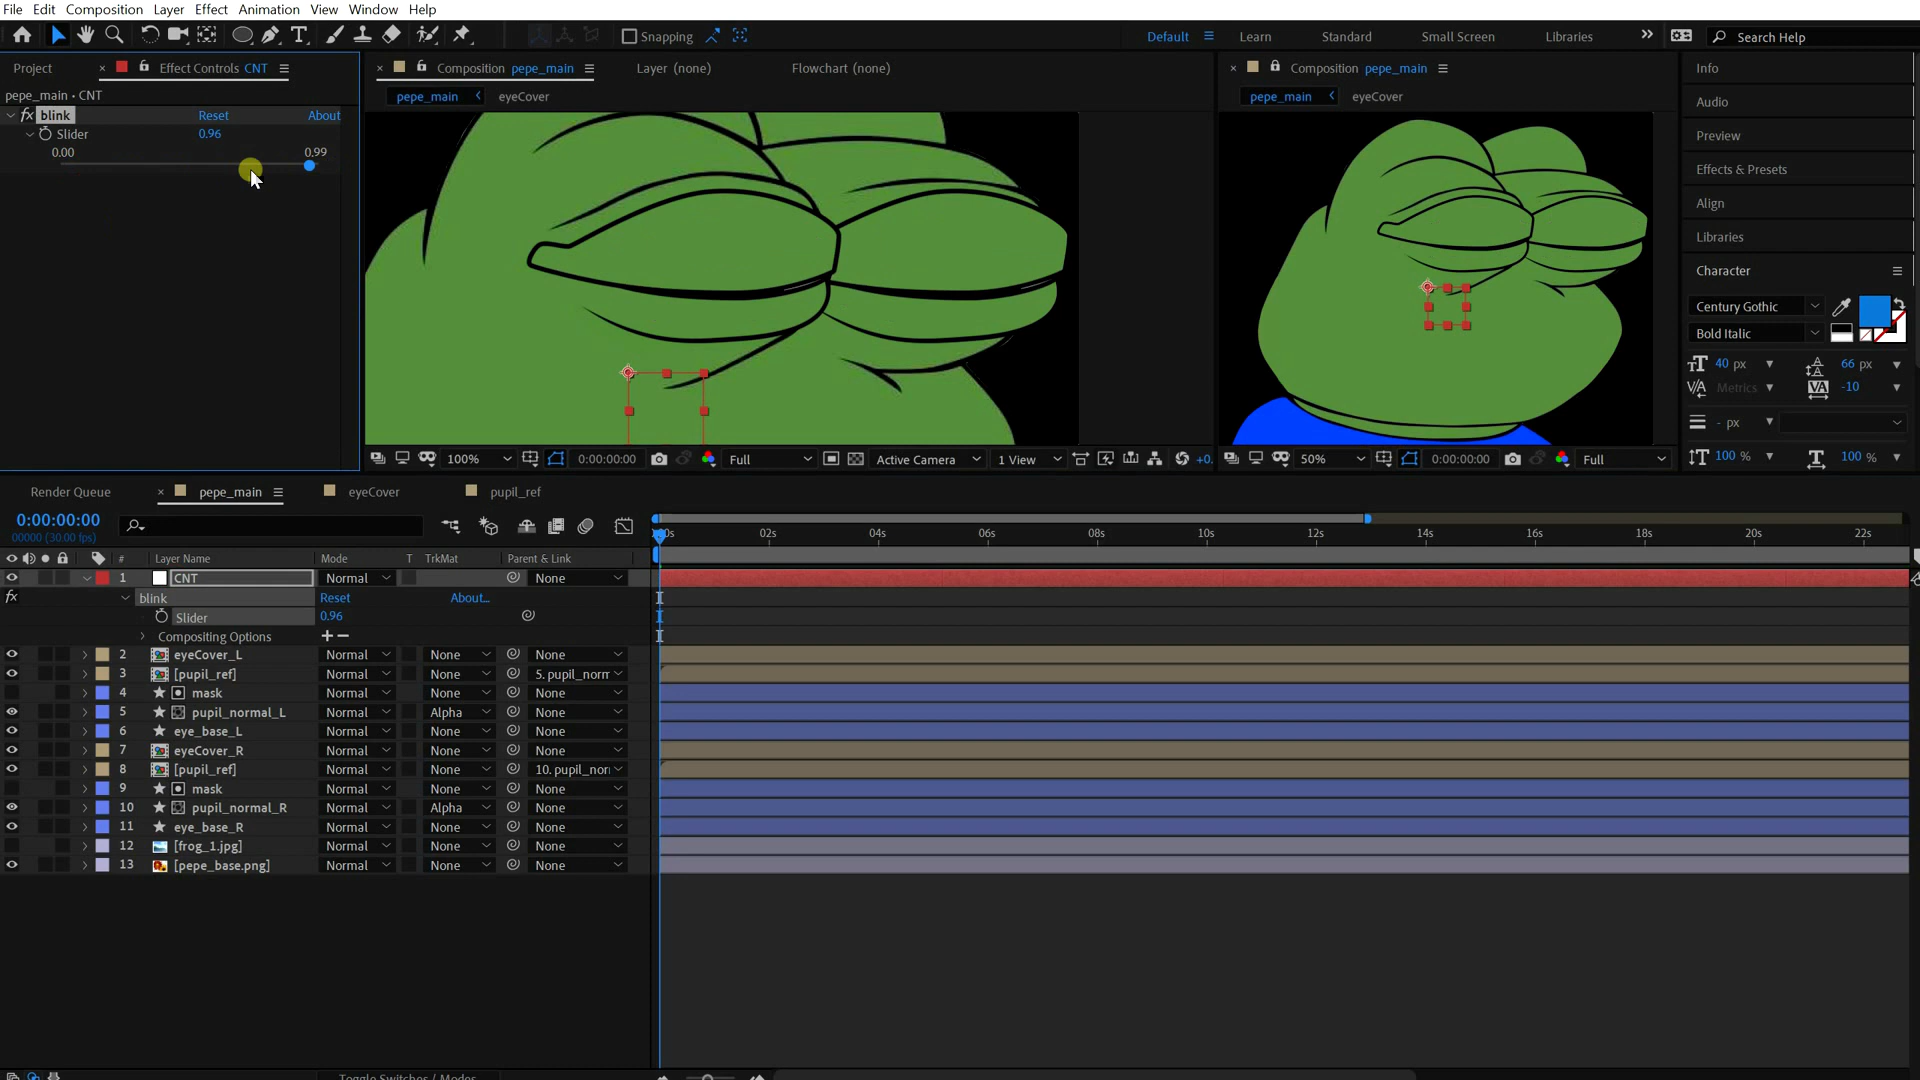 File Edit Composition Layer Effect Animation View Window Help
Snapping
Default Learn Standard Small Screen Libraries
Search Help
Project Effect Controls CNT
pepe_main • CNT
blink Reset About
Slider 0.96
0.00 0.99
Composition pepe_main Layer (none) Flowchart (none)
pepe_main eyeCover
100% 0:00:00:00 Full Active Camera 1 View +0.
Composition pepe_main
pepe_main eyeCover
50% 0:00:00:00 Full
Info
Audio
Preview
Effects & Presets
Align
Libraries
Character
Century Gothic
Bold Italic
40 px 66 px
Metrics -10
- px
100 % 100 %
Render Queue pepe_main eyeCover pupil_ref
0:00:00:00
00000 (30.00 fps)
02s 04s 06s 08s 10s 12s 14s 16s 18s 20s 22s
# Layer Name Mode T TrkMat Parent & Link
1 CNT Normal None
fx blink Reset About...
Slider 0.96
Compositing Options
2 eyeCover_L Normal None None
3 [pupil_ref] Normal None 5. pupil_norr
4 mask Normal None None
5 pupil_normal_L Normal Alpha None
6 eye_base_L Normal None None
7 eyeCover_R Normal None None
8 [pupil_ref] Normal None 10. pupil_nor
9 mask Normal None None
10 pupil_normal_R Normal Alpha None
11 eye_base_R Normal None None
12 [frog_1.jpg] Normal None None
13 [pepe_base.png] Normal None None
Toggle Switches / Modes